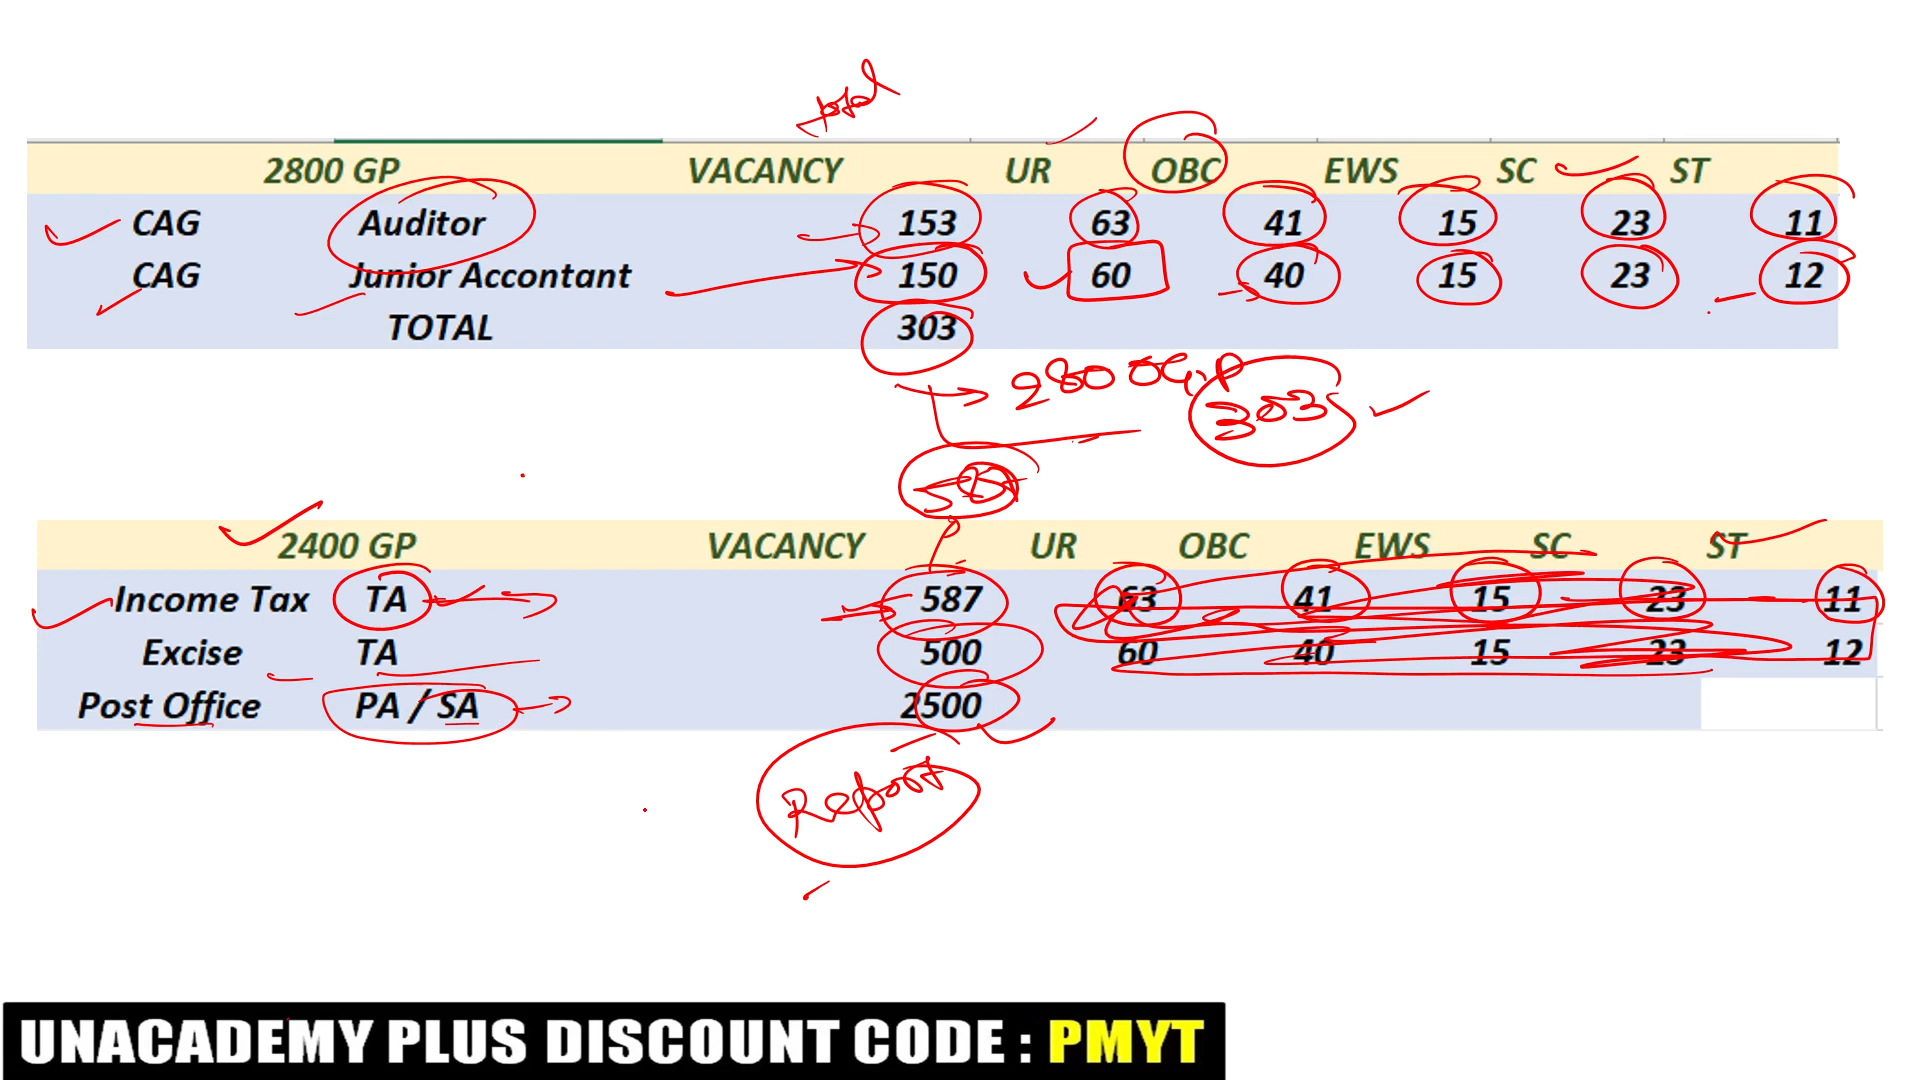 2800 GP VACANCY UR OBC EWS SC ST
CAG Auditor 153 63 41 15 23 11
CAG Junior Accontant 150 60 40 15 23 12
TOTAL 303
2800 G.P
303
2400 GP VACANCY UR OBC EWS SC ST
Income Tax TA 587 63 41 15 23 11
Excise TA 500 60 40 15 23 12
Post Office PA / SA 2500
Report
UNACADEMY PLUS DISCOUNT CODE : PMYT